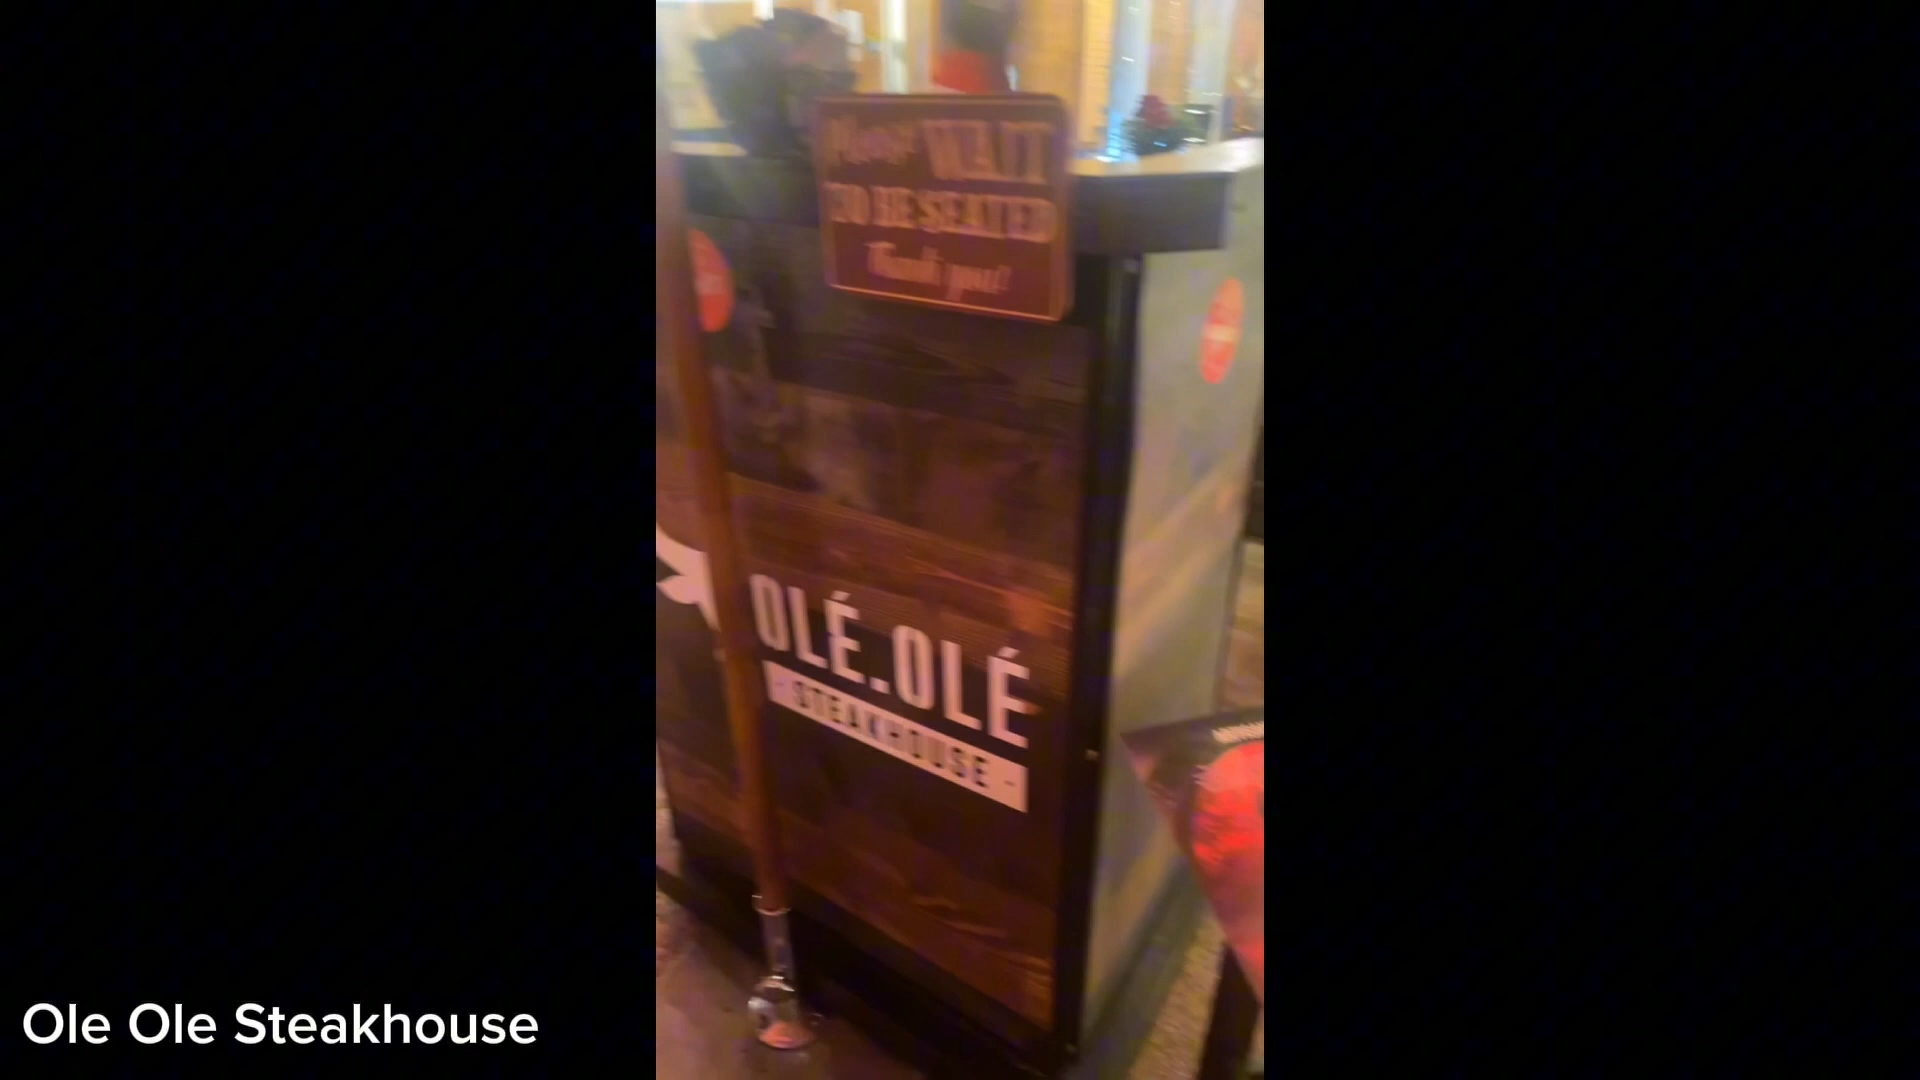 Please WAIT
TO BE SEATED
Thank you!
OLÉ.OLÉ
- STEAKHOUSE -
Ole Ole Steakhouse